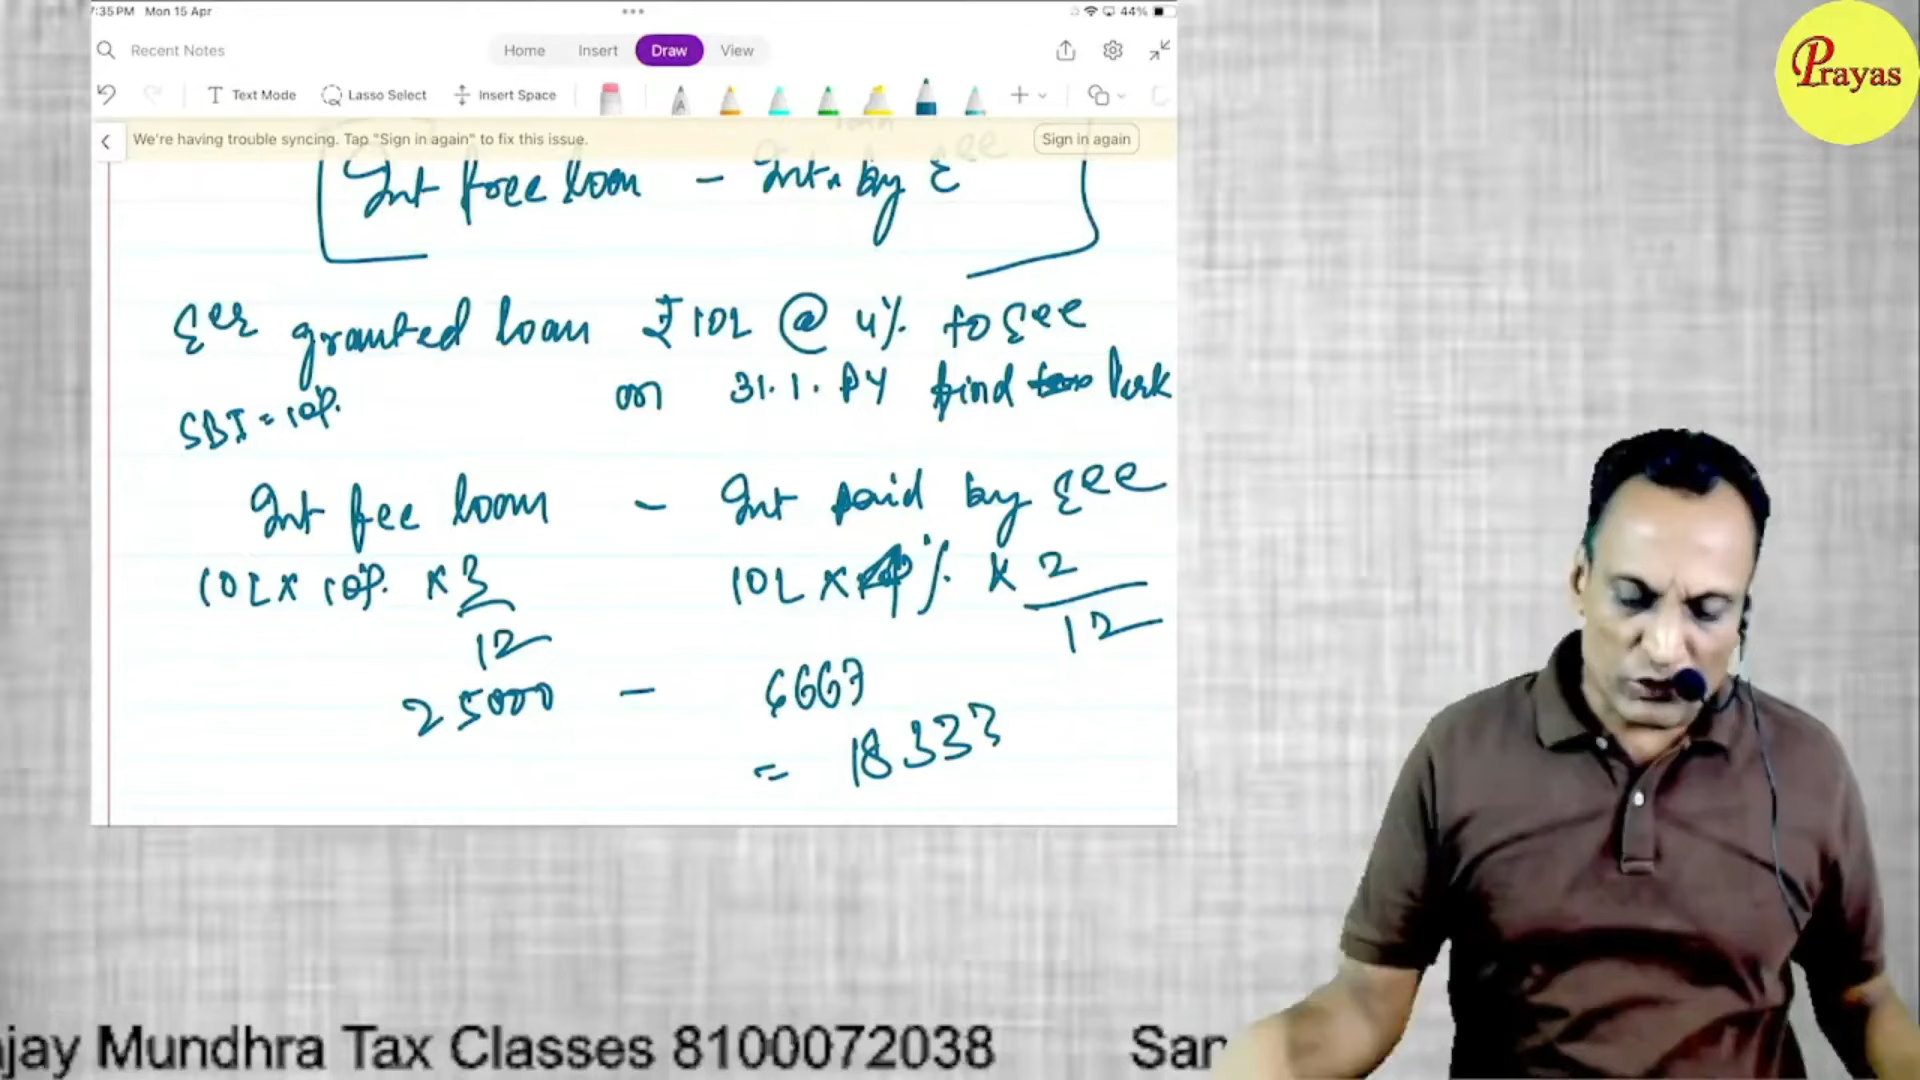 7:35 PM Mon 15 Apr
44%
Recent Notes
Home Insert Draw View
Text Mode Lasso Select Insert Space
We're having trouble syncing. Tap "Sign in again" to fix this issue. Sign in again
Prayas
Int free loan - Int. by E
Eer granted loan ₹10L @ 4% to Eee
on 31.1.PY find Perk
SBI = 10%.
Int fee loan - Int paid by Eee
10L x 10%. x 3/12
10L x 4%. x 2/12
25000 - 6667
= 18333
ajay Mundhra Tax Classes 8100072038 San